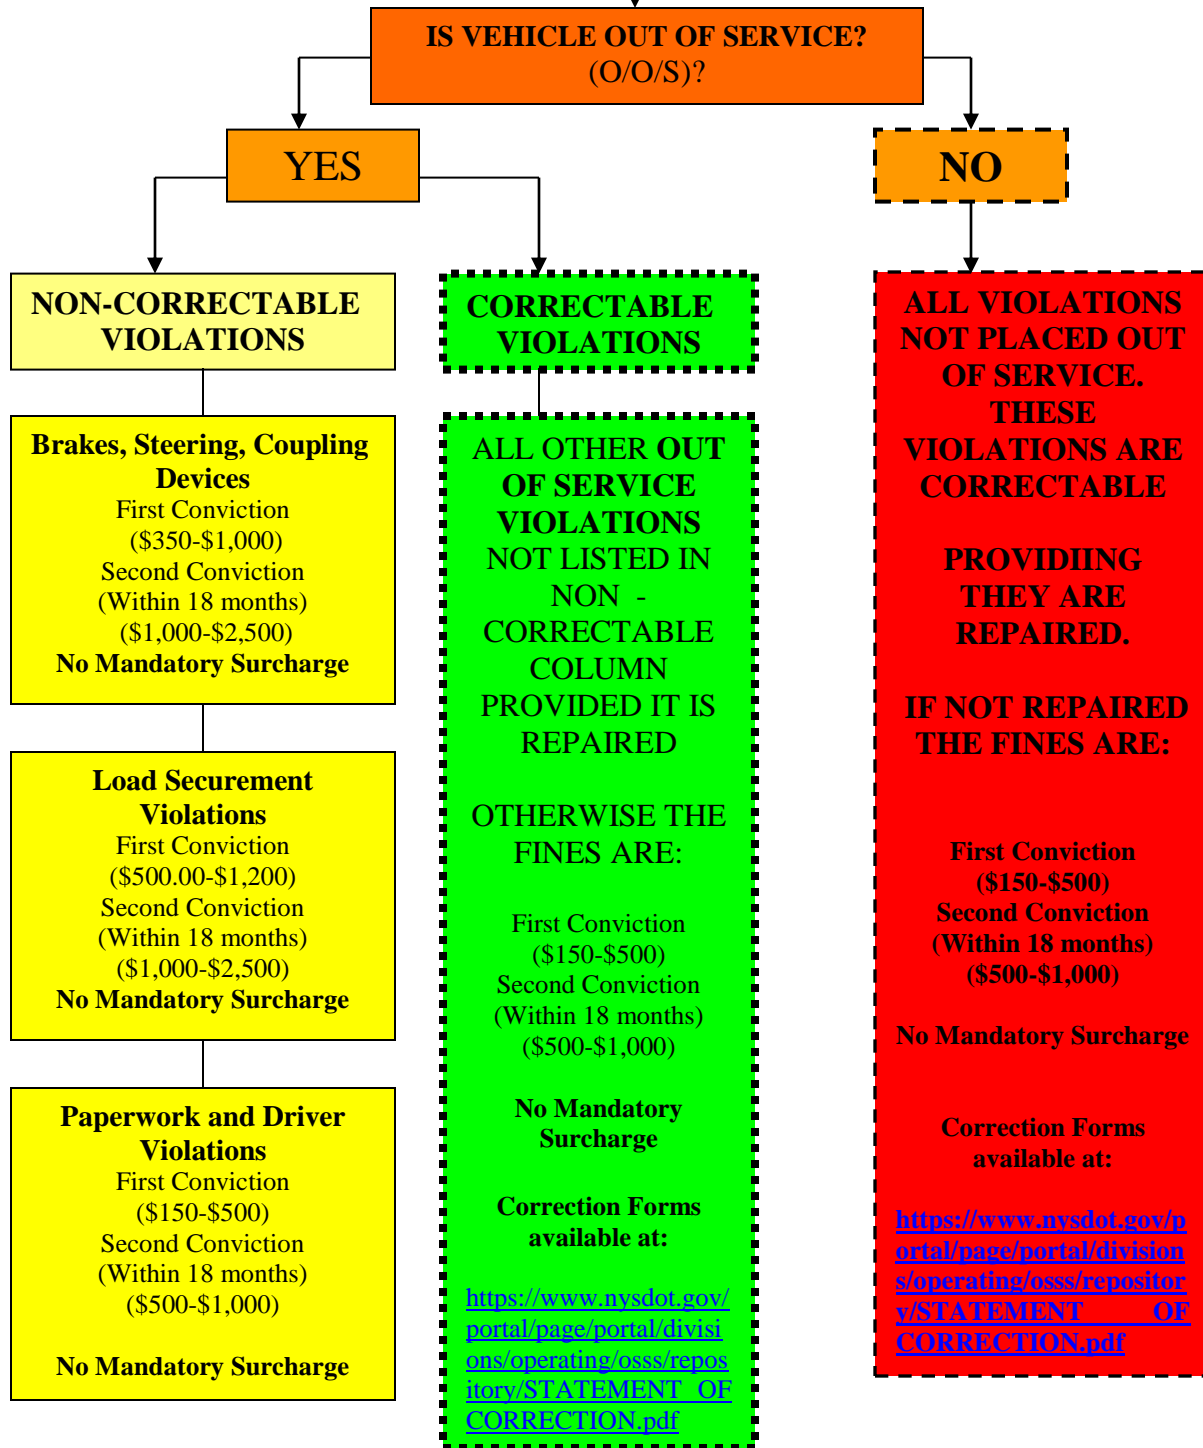 IS VEHICLE OUT OF SERVICE?
(O/O/S)?
YES
NO
NON-CORRECTABLE
VIOLATIONS
Brakes, Steering, Coupling
Devices
First Conviction
($350-$1,000)
Second Conviction
(Within 18 months)
($1,000-$2,500)
No Mandatory Surcharge
Load Securement
Violations
First Conviction
($500.00-$1,200)
Second Conviction
(Within 18 months)
($1,000-$2,500)
No Mandatory Surcharge
Paperwork and Driver
Violations
First Conviction
($150-$500)
Second Conviction
(Within 18 months)
($500-$1,000)
No Mandatory Surcharge
CORRECTABLE
VIOLATIONS
ALL OTHER OUT
OF SERVICE
VIOLATIONS
NOT LISTED IN
NON -
CORRECTABLE
COLUMN
PROVIDED IT IS
REPAIRED
OTHERWISE THE
FINES ARE:
First Conviction
($150-$500)
Second Conviction
(Within 18 months)
($500-$1,000)
No Mandatory
Surcharge
Correction Forms
available at:
https://www.nysdot.gov/
portal/page/portal/divisi
ons/operating/osss/repos
itory/STATEMENT OF
CORRECTION.pdf
ALL VIOLATIONS
NOT PLACED OUT
OF SERVICE.
THESE
VIOLATIONS ARE
CORRECTABLE
PROVIDIING
THEY ARE
REPAIRED.
IF NOT REPAIRED
THE FINES ARE:
First Conviction
($150-$500)
Second Conviction
(Within 18 months)
($500-$1,000)
No Mandatory Surcharge
Correction Forms
available at:
https://www.nysdot.gov/p
ortal/page/portal/division
s/operating/osss/repositor
y/STATEMENT OF
CORRECTION.pdf